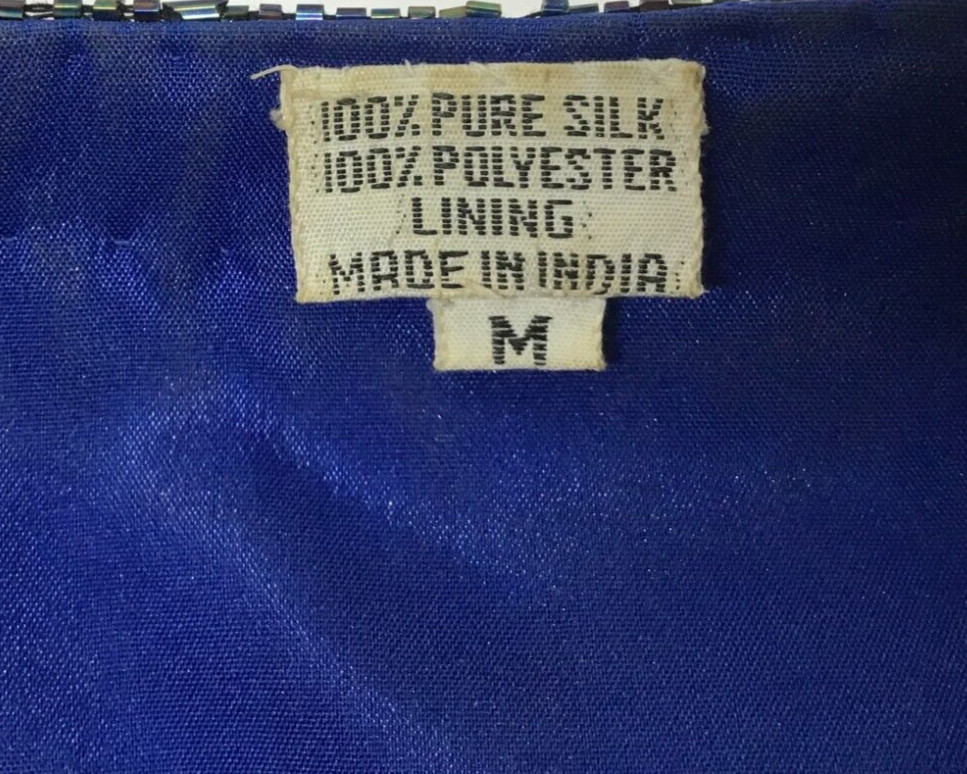 100% PURE SILK
100% POLYESTER
LINING
MADE IN INDIA
M